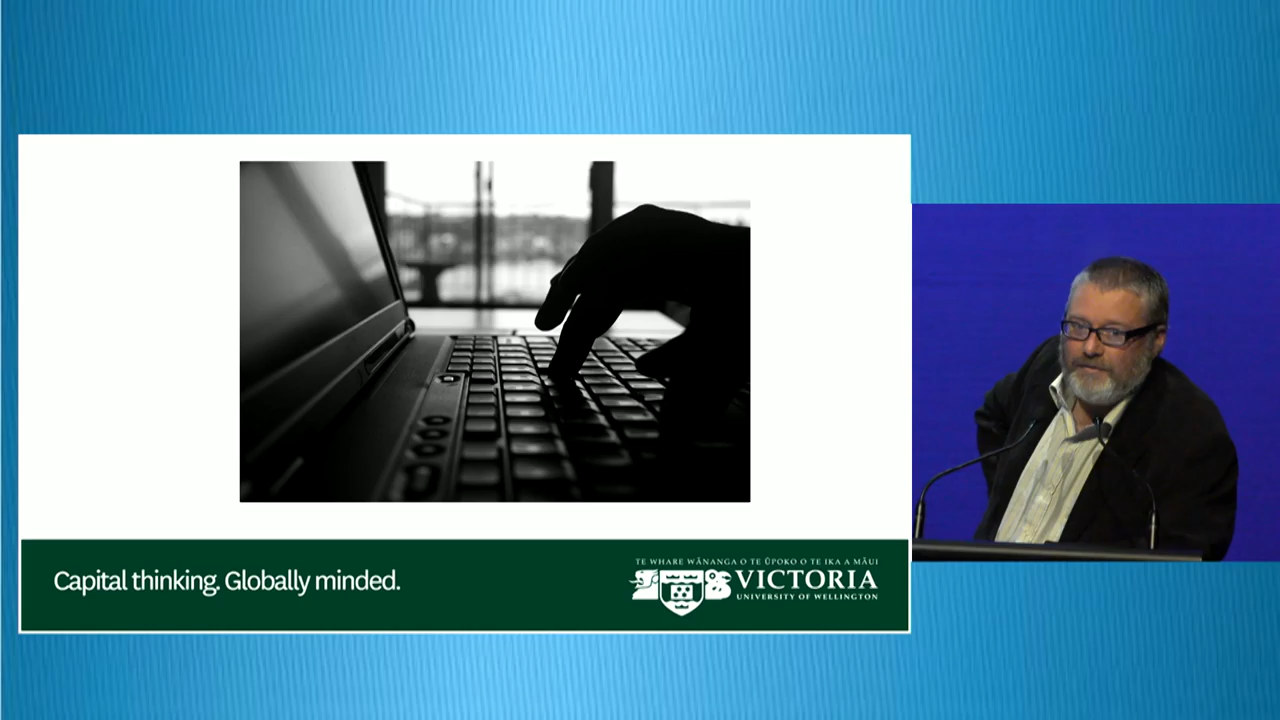 Capital thinking. Globally minded.
TE WHARE WĀNANGA O TE ŪPOKO O TE IKA A MĀUI
VICTORIA
UNIVERSITY OF WELLINGTON